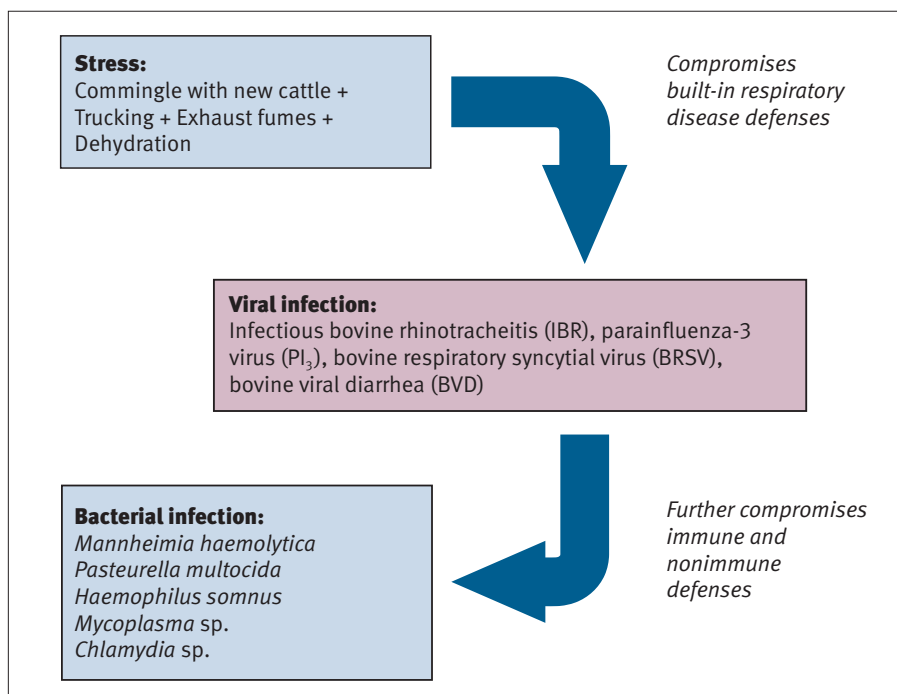 Stress:
Commingle with new cattle +
Trucking + Exhaust fumes +
Dehydration
Compromises
built-in respiratory
disease defenses
Viral infection:
Infectious bovine rhinotracheitis (IBR), parainfluenza-3
virus (PI₃), bovine respiratory syncytial virus (BRSV),
bovine viral diarrhea (BVD)
Further compromises
immune and
nonimmune
defenses
Bacterial infection:
Mannheimia haemolytica
Pasteurella multocida
Haemophilus somnus
Mycoplasma sp.
Chlamydia sp.